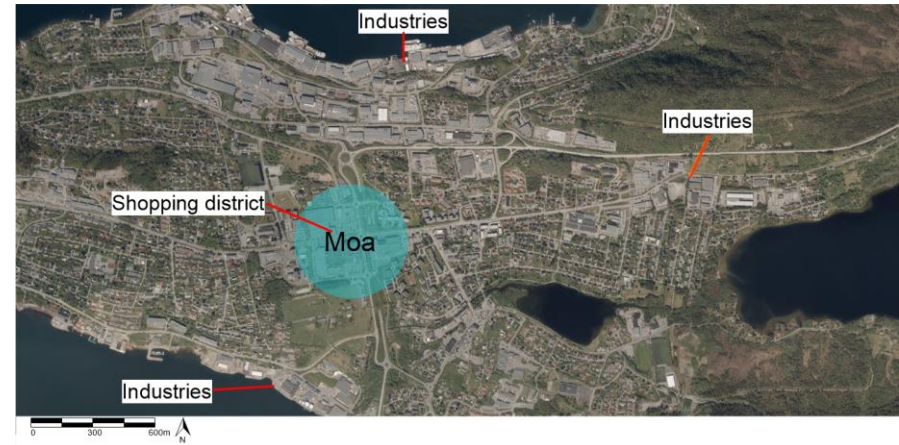 Industries
Industries
Shopping district
Moa
Industries
0 300 600m
N